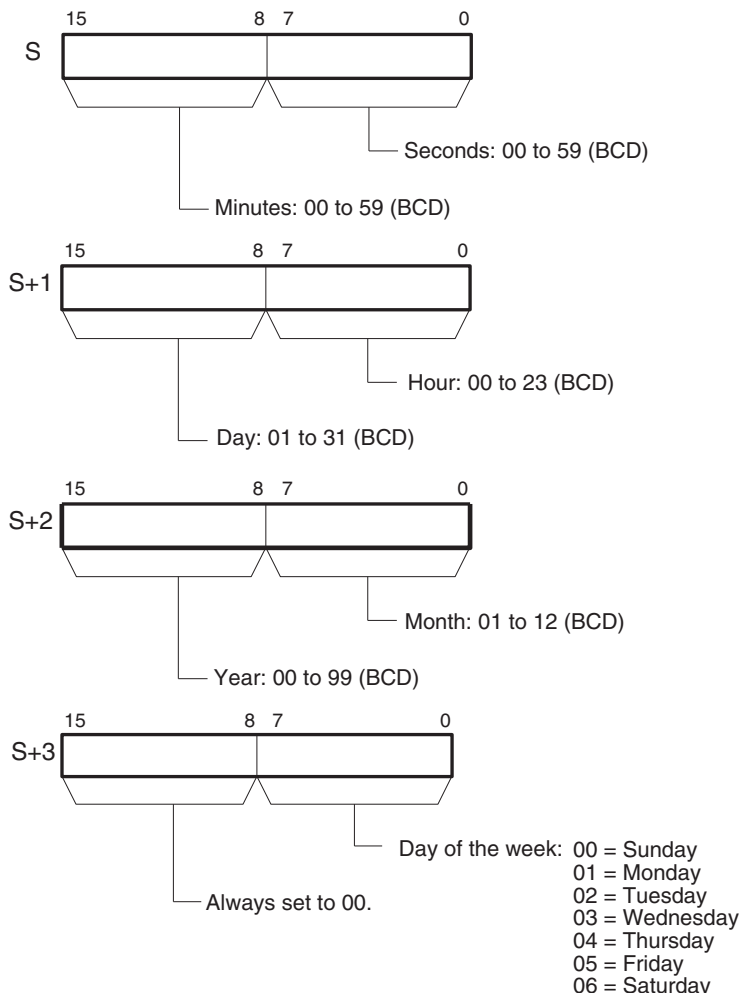 15 8 7 0
S
Seconds: 00 to 59 (BCD)
Minutes: 00 to 59 (BCD)
15 8 7 0
S+1
Hour: 00 to 23 (BCD)
Day: 01 to 31 (BCD)
15 8 7 0
S+2
Month: 01 to 12 (BCD)
Year: 00 to 99 (BCD)
15 8 7 0
S+3
Day of the week: 00 = Sunday
01 = Monday
02 = Tuesday
03 = Wednesday
Always set to 00.
04 = Thursday
05 = Friday
06 = Saturday